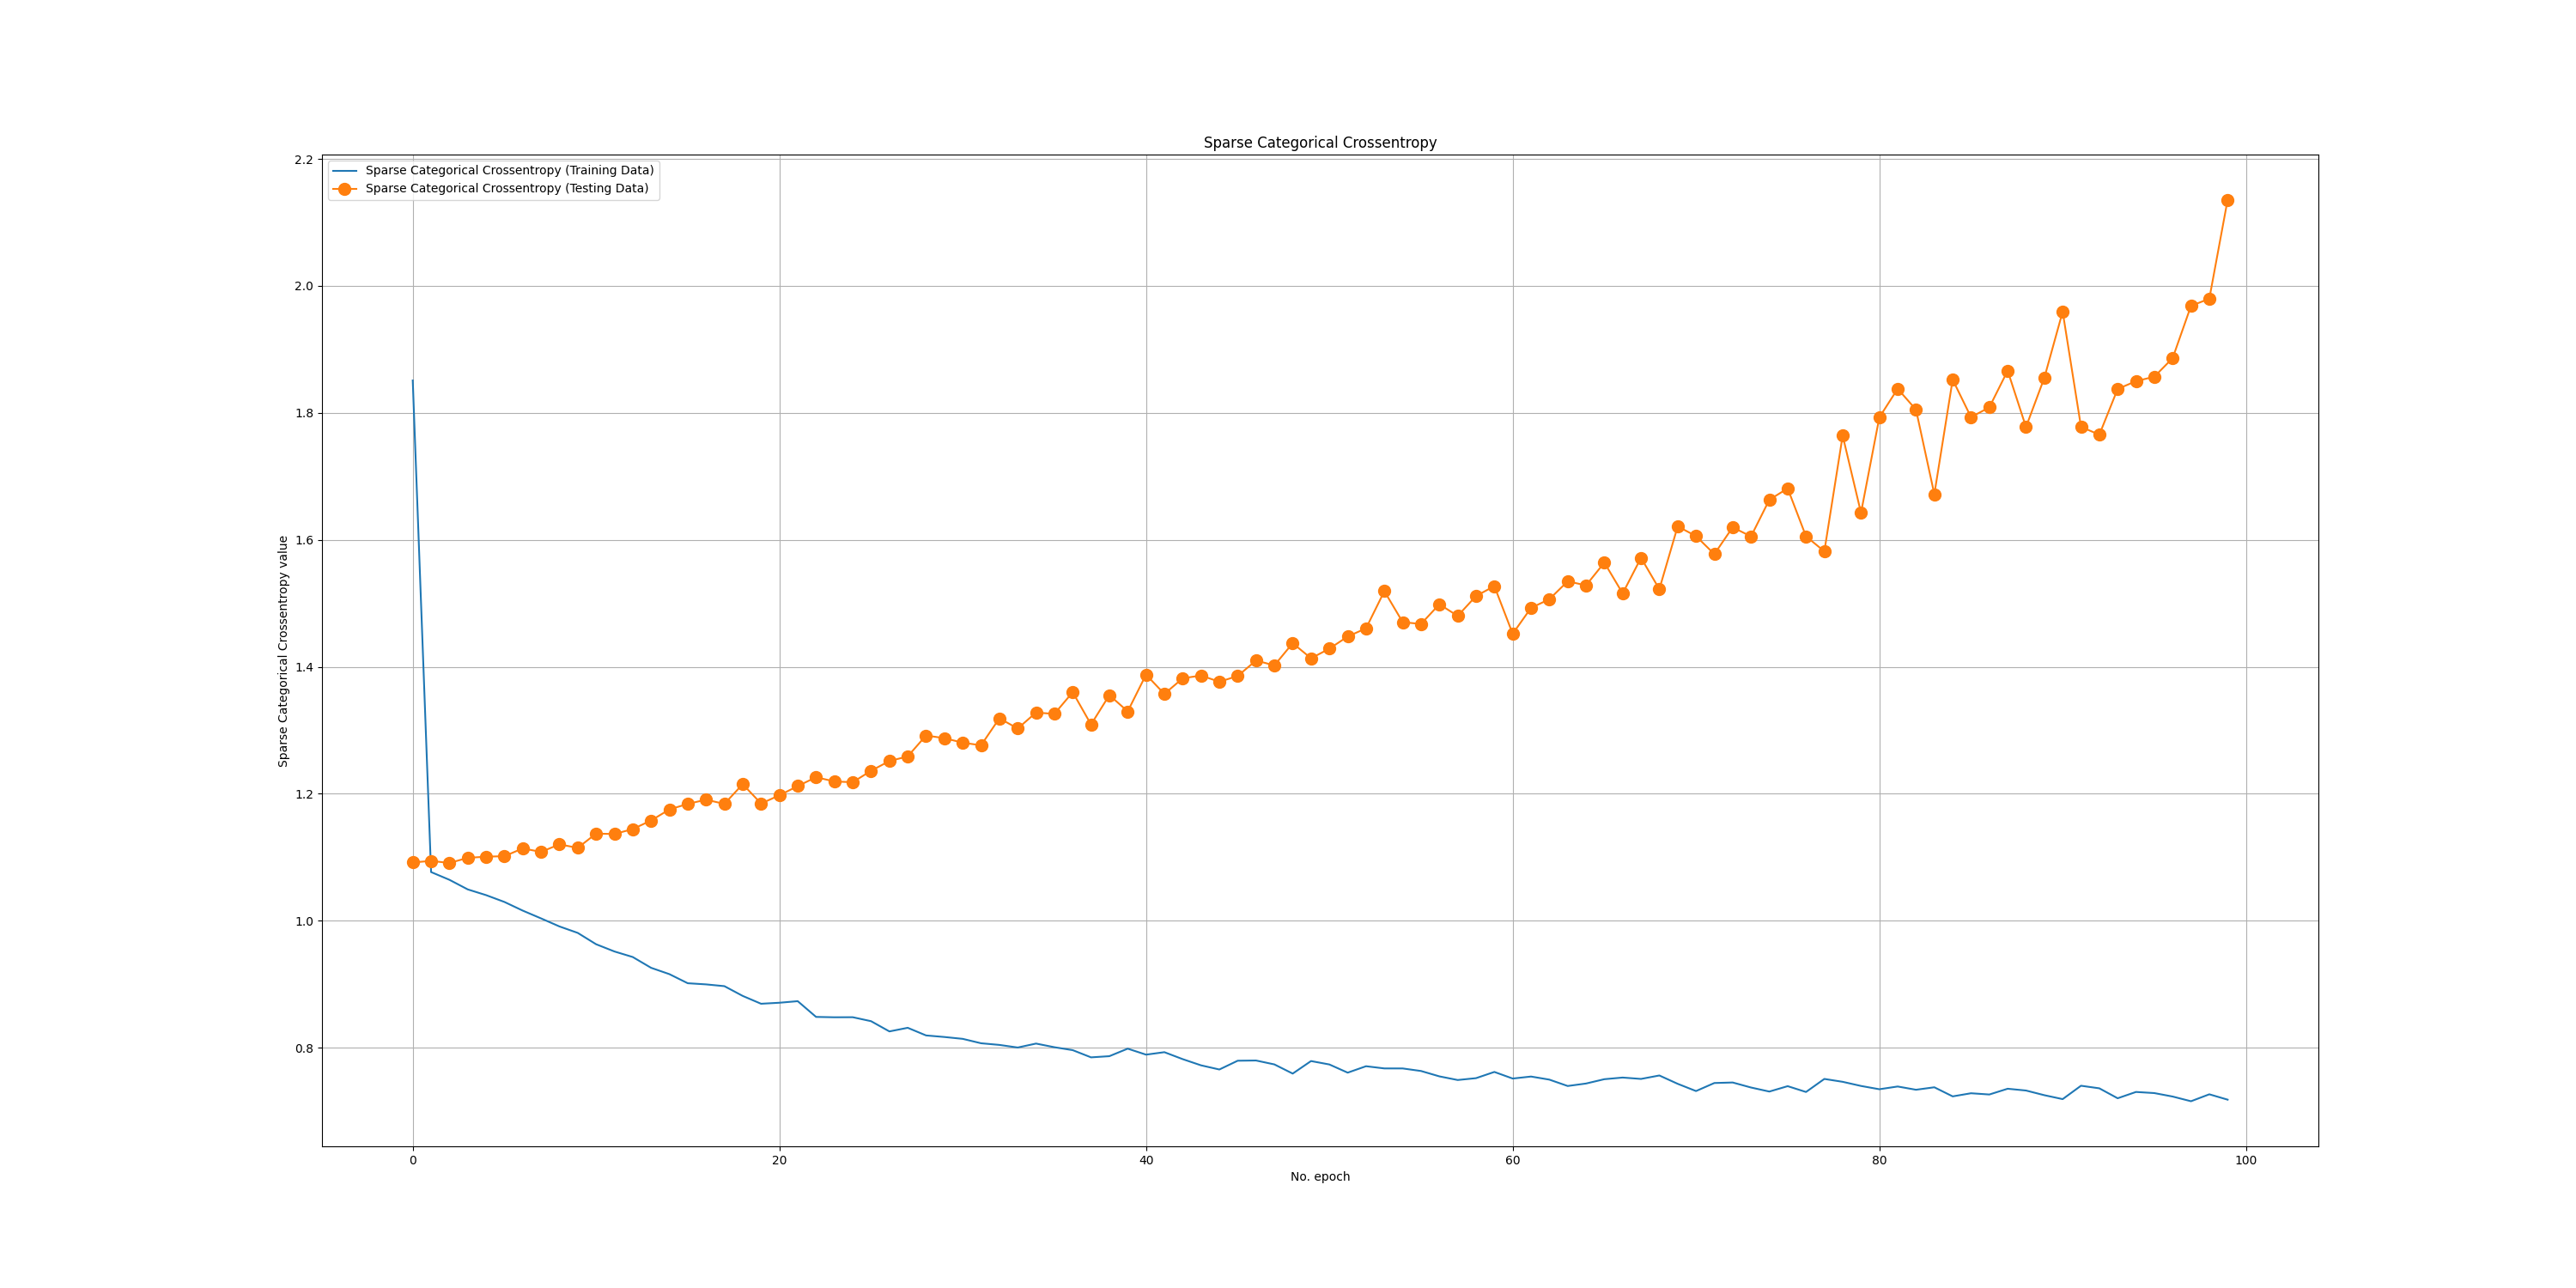 Sparse Categorical Crossentropy
Sparse Categorical Crossentropy (Training Data)
Sparse Categorical Crossentropy (Testing Data)
Sparse Categorical Crossentropy value
2.2
2.0
1.8
1.6
1.4
1.2
1.0
0.8
0 20 40 60 80 100
No. epoch